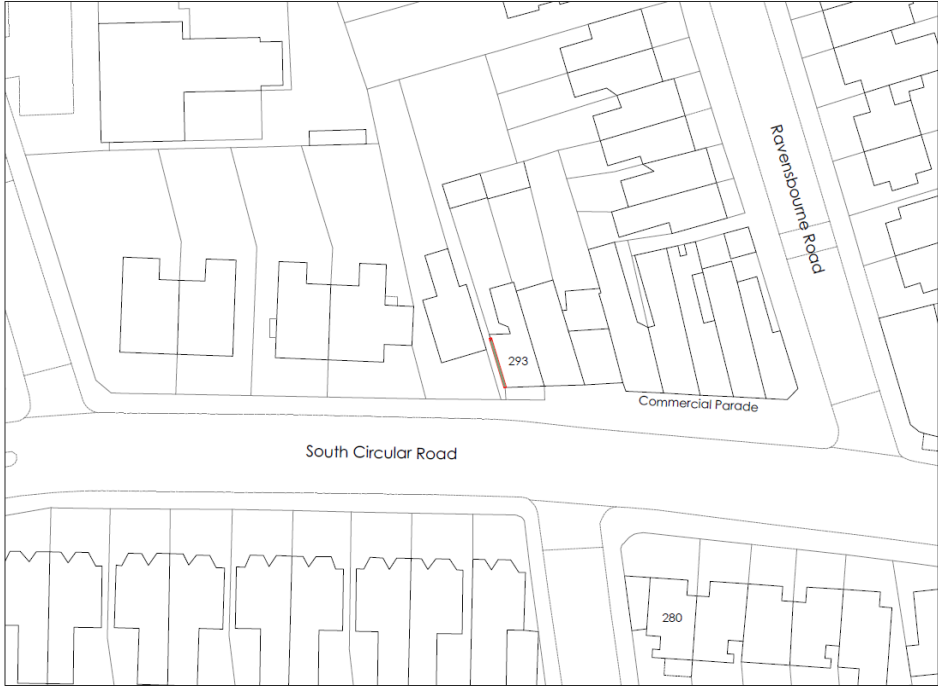 Ravensbourne Road
293
Commercial Parade
South Circular Road
280